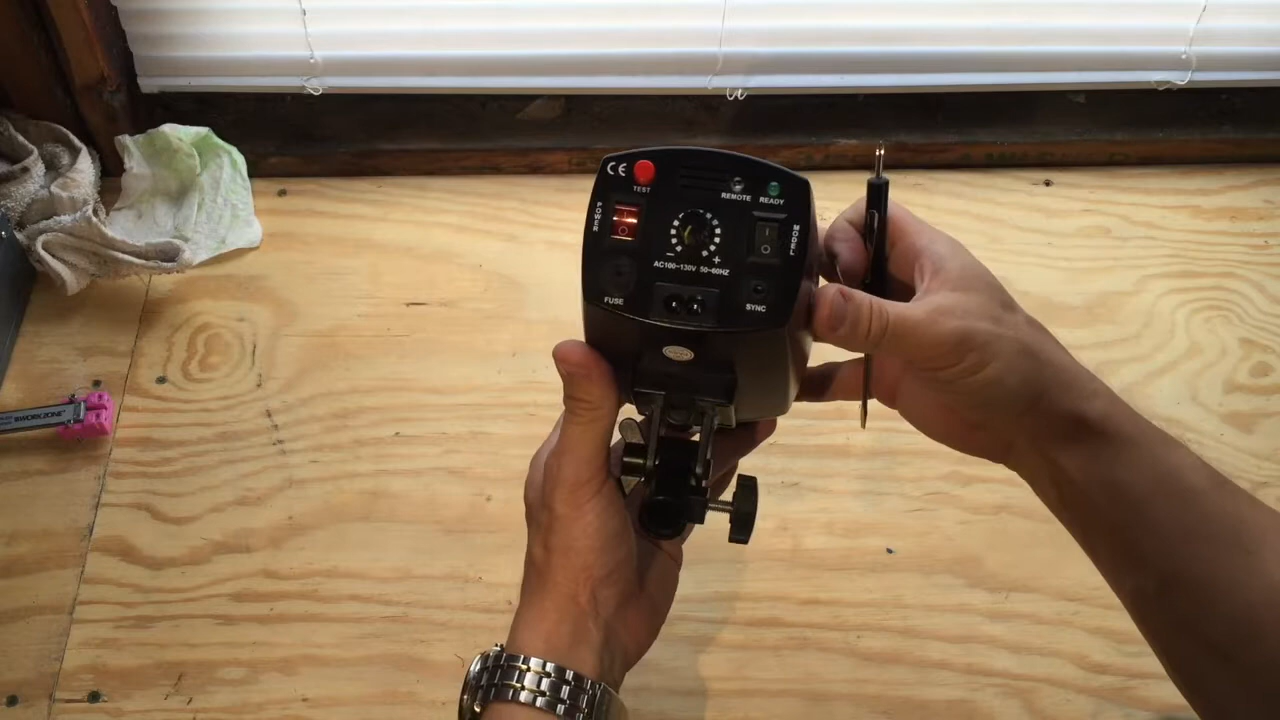 CE
TEST
REMOTE
READY
POWER
MODEL
- +
AC100~130V 50~60HZ
FUSE
SYNC
WORKZONE